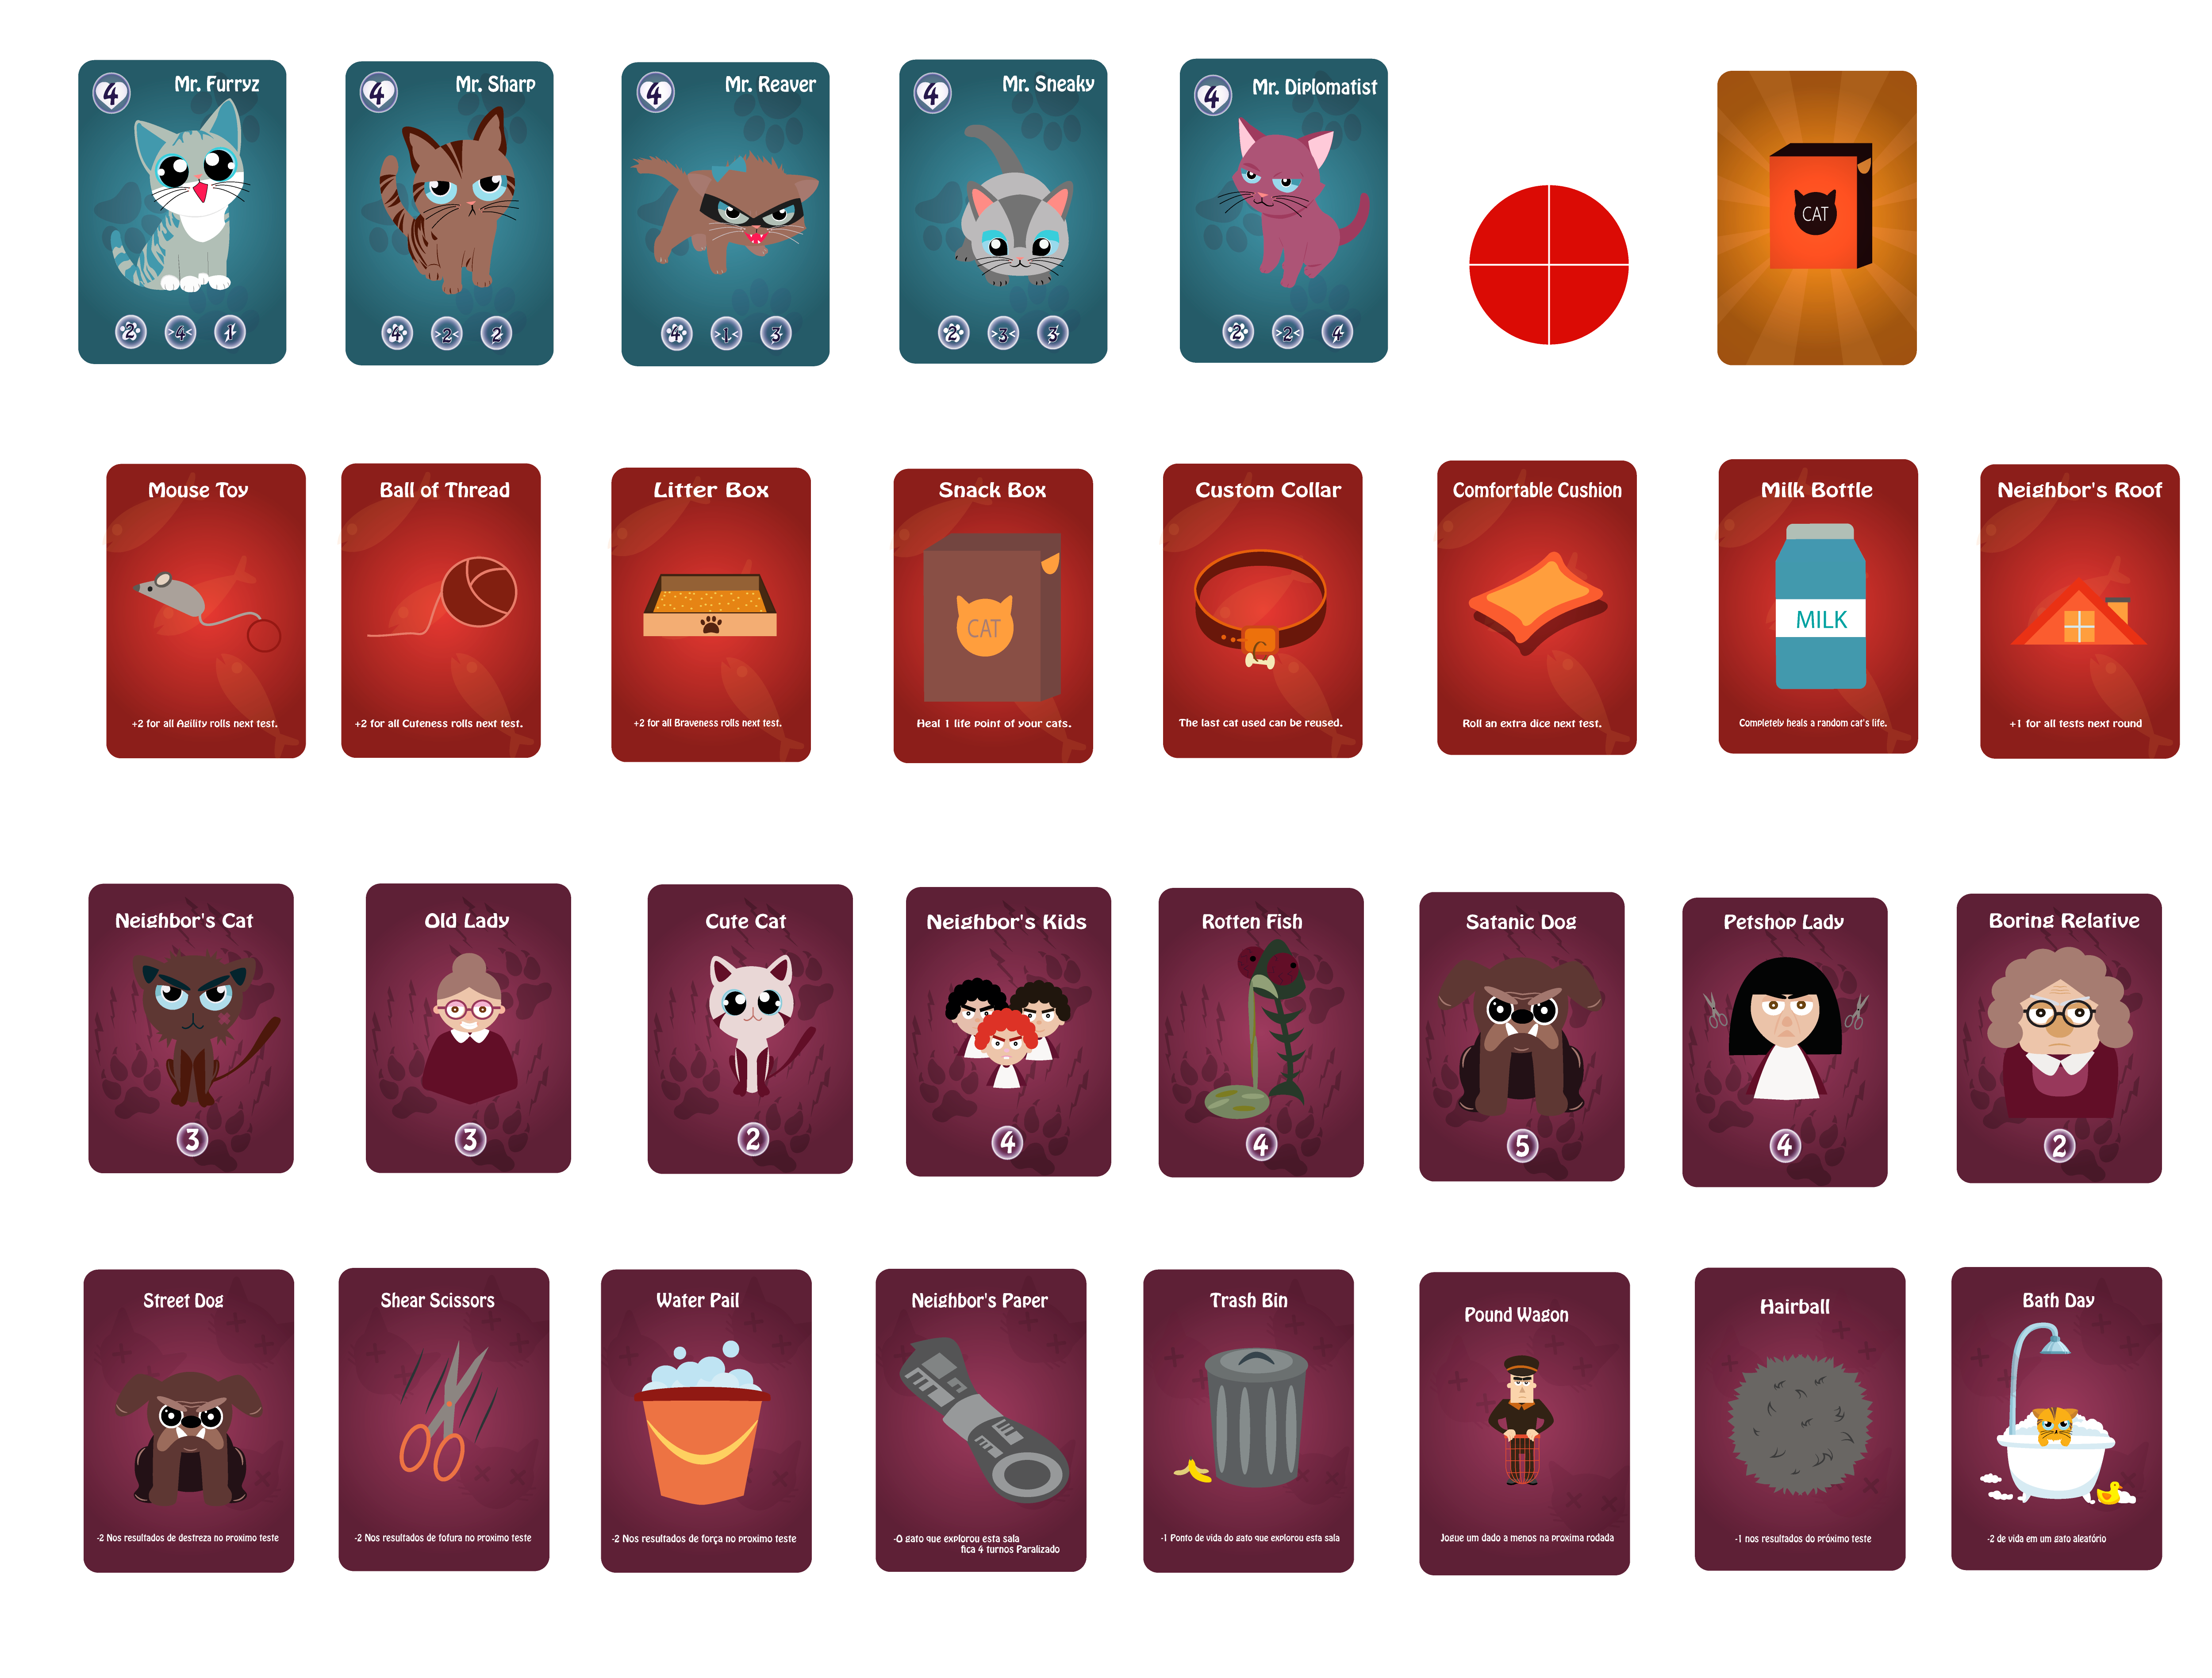 4 Mr. Furryz
2 >4< 1
4 Mr. Sharp
4 >2< 2
4 Mr. Reaver
4 >1< 3
4 Mr. Sneaky
2 >3< 3
4 Mr. Diplomatist
2 >2< 4
CAT
Mouse Toy
+2 for all Agility rolls next test.
Ball of Thread
+2 for all Cuteness rolls next test.
Litter Box
+2 for all Braveness rolls next test.
Snack Box
CAT
Heal 1 life point of your cats.
Custom Collar
C
The last cat used can be reused.
Comfortable Cushion
Roll an extra dice next test.
Milk Bottle
MILK
Completely heals a random cat's life.
Neighbor's Roof
+1 for all tests next round
Neighbor's Cat
3
Old Lady
3
Cute Cat
2
Neighbor's Kids
4
Rotten Fish
4
Satanic Dog
5
Petshop Lady
4
Boring Relative
2
Street Dog
-2 Nos resultados de destreza no proximo teste
Shear Scissors
-2 Nos resultados de fofura no proximo teste
Water Pail
-2 Nos resultados de força no proximo teste
Neighbor's Paper
-O gato que explorou esta sala
fica 4 turnos Paralizado
Trash Bin
-1 Ponto de vida do gato que explorou esta sala
Pound Wagon
Jogue um dado a menos na proxima rodada
Hairball
-1 nos resultados do próximo teste
Bath Day
-2 de vida em um gato aleatório